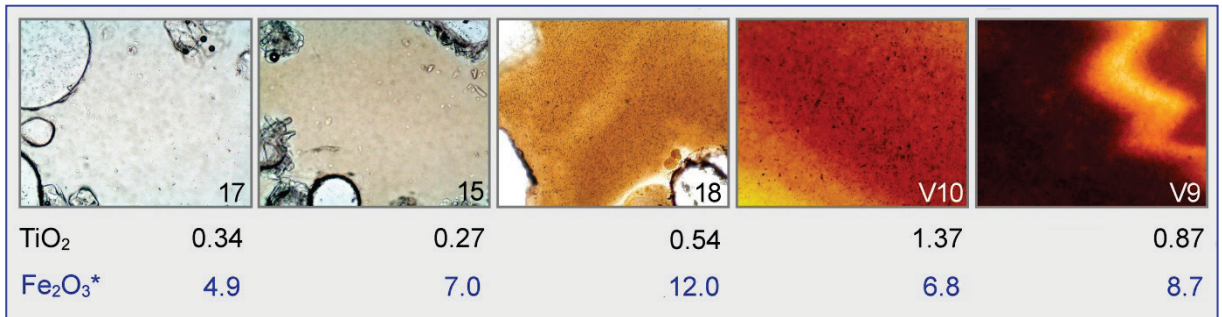 17 15 18 V10 V9
TiO₂ 0.34 0.27 0.54 1.37 0.87
Fe₂O₃* 4.9 7.0 12.0 6.8 8.7